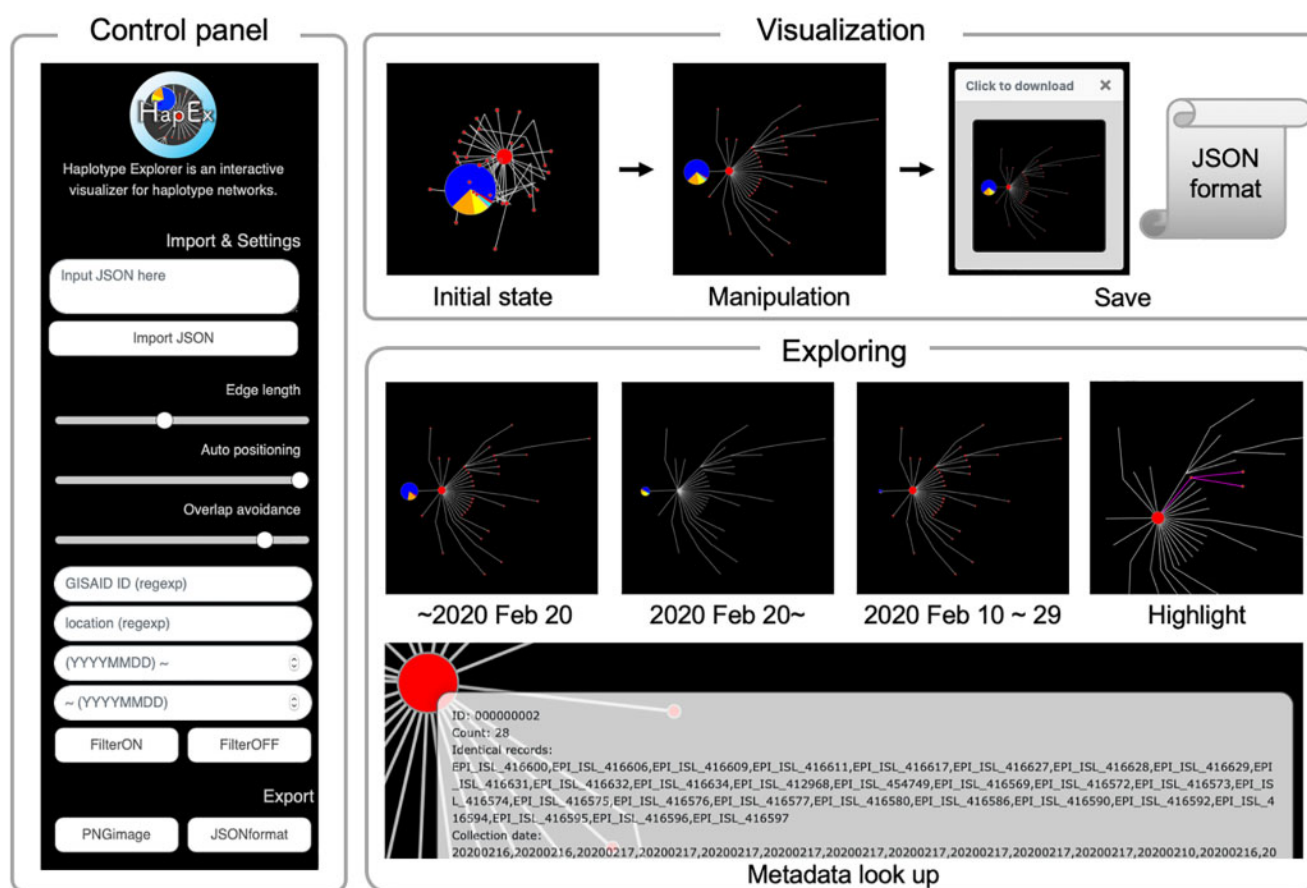 Control panel
HapEx
Haplotype Explorer is an interactive
visualizer for haplotype networks.
Import & Settings
Input JSON here
Import JSON
Edge length
Auto positioning
Overlap avoidance
GISAID ID (regexp)
location (regexp)
(YYYYMMDD) ~
~ (YYYYMMDD)
FilterON FilterOFF
Export
PNGimage JSONformat
Visualization
Click to download ×
JSON
format
Initial state Manipulation Save
Exploring
~2020 Feb 20 2020 Feb 20~ 2020 Feb 10 ~ 29 Highlight
ID: 000000002
Count: 28
Identical records:
EPI_ISL_416600,EPI_ISL_416606,EPI_ISL_416609,EPI_ISL_416611,EPI_ISL_416617,EPI_ISL_416627,EPI_ISL_416628,EPI_ISL_416629,EPI
_ISL_416631,EPI_ISL_416632,EPI_ISL_416634,EPI_ISL_412968,EPI_ISL_454749,EPI_ISL_416569,EPI_ISL_416572,EPI_ISL_416573,EPI_IS
L_416574,EPI_ISL_416575,EPI_ISL_416576,EPI_ISL_416577,EPI_ISL_416580,EPI_ISL_416586,EPI_ISL_416590,EPI_ISL_416592,EPI_ISL_4
16594,EPI_ISL_416595,EPI_ISL_416596,EPI_ISL_416597
Collection date:
20200216,20200216,20200217,20200217,20200217,20200217,20200217,20200217,20200217,20200217,20200217,20200210,20200216,20
Metadata look up